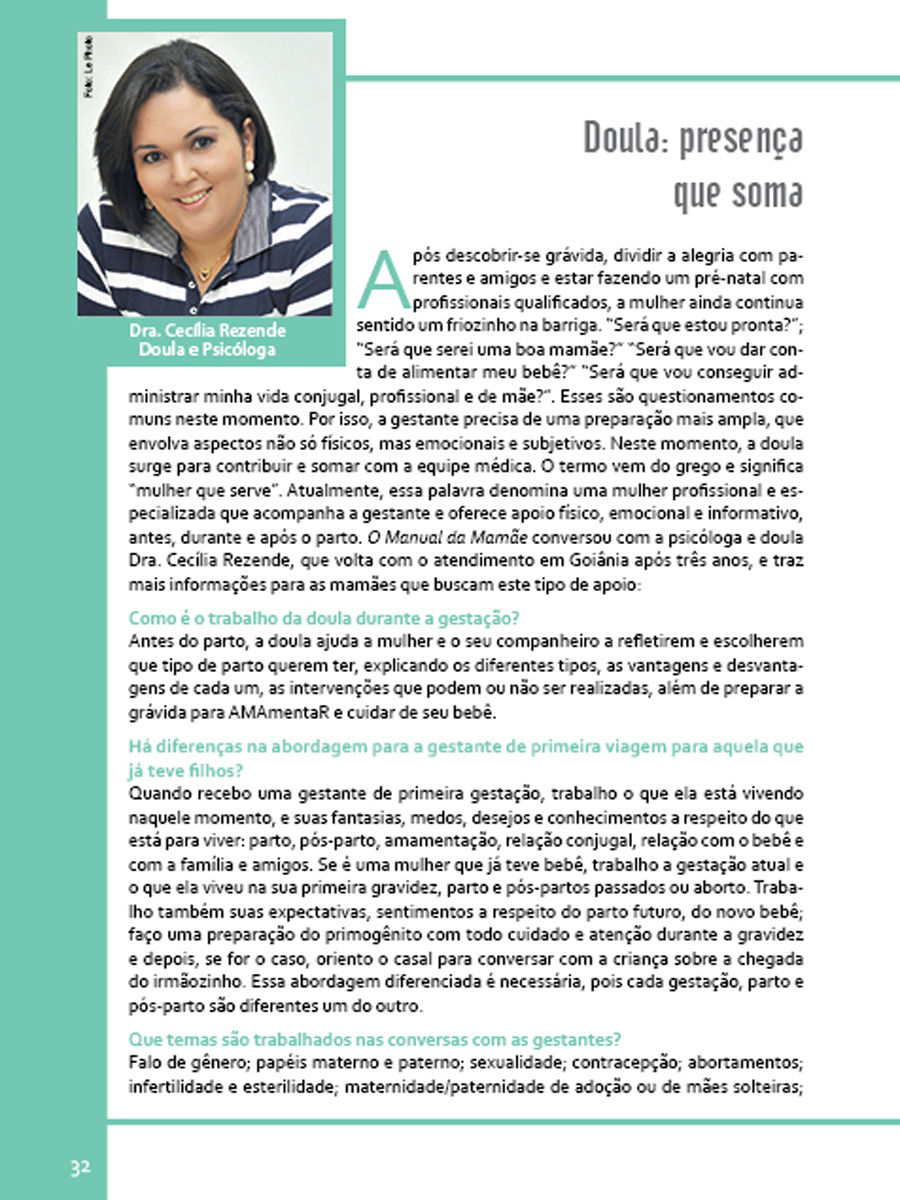 Foto: Le Photo
Dra. Cecília Rezende
Doula e Psicóloga
Doula: presença
que soma
Após descobrir-se grávida, dividir a alegria com pa-
rentes e amigos e estar fazendo um pré-natal com
profissionais qualificados, a mulher ainda continua
sentido um friozinho na barriga. "Será que estou pronta?";
"Será que serei uma boa mamãe?" "Será que vou dar con-
ta de alimentar meu bebê?" "Será que vou conseguir ad-
ministrar minha vida conjugal, profissional e de mãe?". Esses são questionamentos co-
muns neste momento. Por isso, a gestante precisa de uma preparação mais ampla, que
envolva aspectos não só físicos, mas emocionais e subjetivos. Neste momento, a doula
surge para contribuir e somar com a equipe médica. O termo vem do grego e significa
"mulher que serve". Atualmente, essa palavra denomina uma mulher profissional e es-
pecializada que acompanha a gestante e oferece apoio físico, emocional e informativo,
antes, durante e após o parto. O Manual da Mamãe conversou com a psicóloga e doula
Dra. Cecília Rezende, que volta com o atendimento em Goiânia após três anos, e traz
mais informações para as mamães que buscam este tipo de apoio:
Como é o trabalho da doula durante a gestação?
Antes do parto, a doula ajuda a mulher e o seu companheiro a refletirem e escolherem
que tipo de parto querem ter, explicando os diferentes tipos, as vantagens e desvanta-
gens de cada um, as intervenções que podem ou não ser realizadas, além de preparar a
grávida para AMAmentaR e cuidar de seu bebê.
Há diferenças na abordagem para a gestante de primeira viagem para aquela que
já teve filhos?
Quando recebo uma gestante de primeira gestação, trabalho o que ela está vivendo
naquele momento, e suas fantasias, medos, desejos e conhecimentos a respeito do que
está para viver: parto, pós-parto, amamentação, relação conjugal, relação com o bebê e
com a família e amigos. Se é uma mulher que já teve bebê, trabalho a gestação atual e
o que ela viveu na sua primeira gravidez, parto e pós-partos passados ou aborto. Traba-
lho também suas expectativas, sentimentos a respeito do parto futuro, do novo bebê;
faço uma preparação do primogênito com todo cuidado e atenção durante a gravidez
e depois, se for o caso, oriento o casal para conversar com a criança sobre a chegada
do irmãozinho. Essa abordagem diferenciada é necessária, pois cada gestação, parto e
pós-parto são diferentes um do outro.
Que temas são trabalhados nas conversas com as gestantes?
Falo de gênero; papéis materno e paterno; sexualidade; contracepção; abortamentos;
infertilidade e esterilidade; maternidade/paternidade de adoção ou de mães solteiras;
32